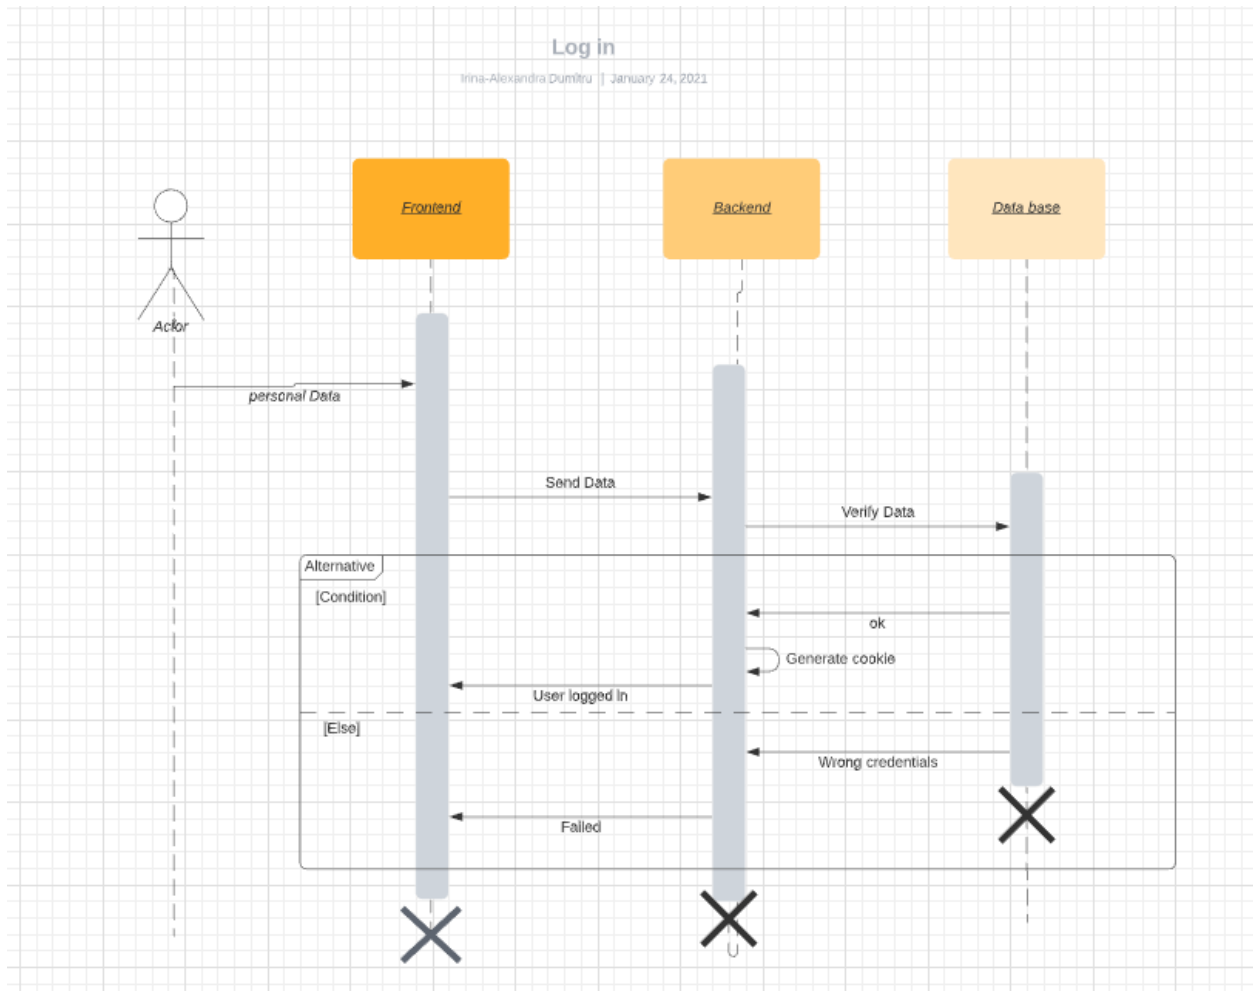 Log in
Irina-Alexandra Dumitru | January 24, 2021
Frontend
Backend
Data base
Actor
personal Data
Send Data
Verify Data
Alternative
[Condition]
ok
Generate cookie
User logged in
[Else]
Wrong credentials
Failed